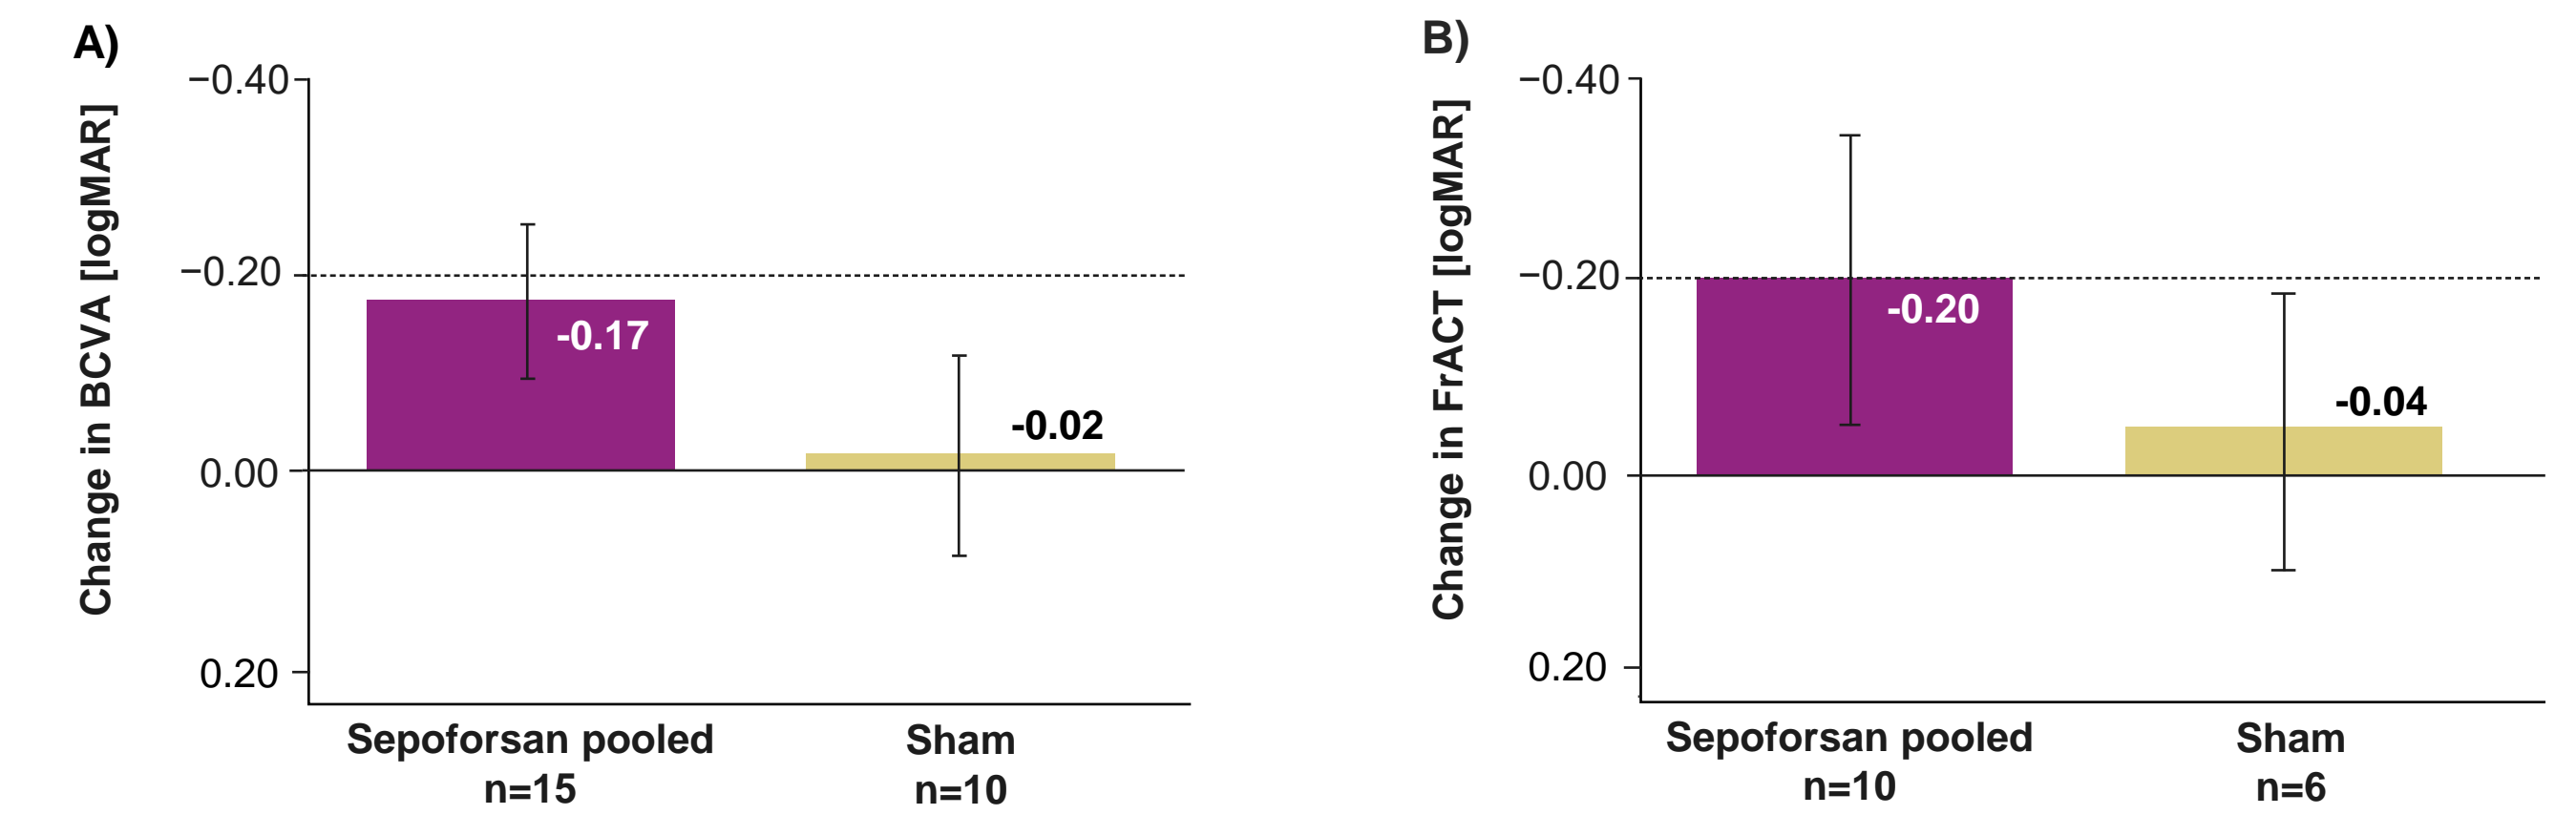 A)
Change in BCVA [logMAR]
−0.40
−0.20
0.00
0.20
-0.17
-0.02
Sepoforsan pooled
n=15
Sham
n=10
B)
Change in FrACT [logMAR]
−0.40
−0.20
0.00
0.20
-0.20
-0.04
Sepoforsan pooled
n=10
Sham
n=6